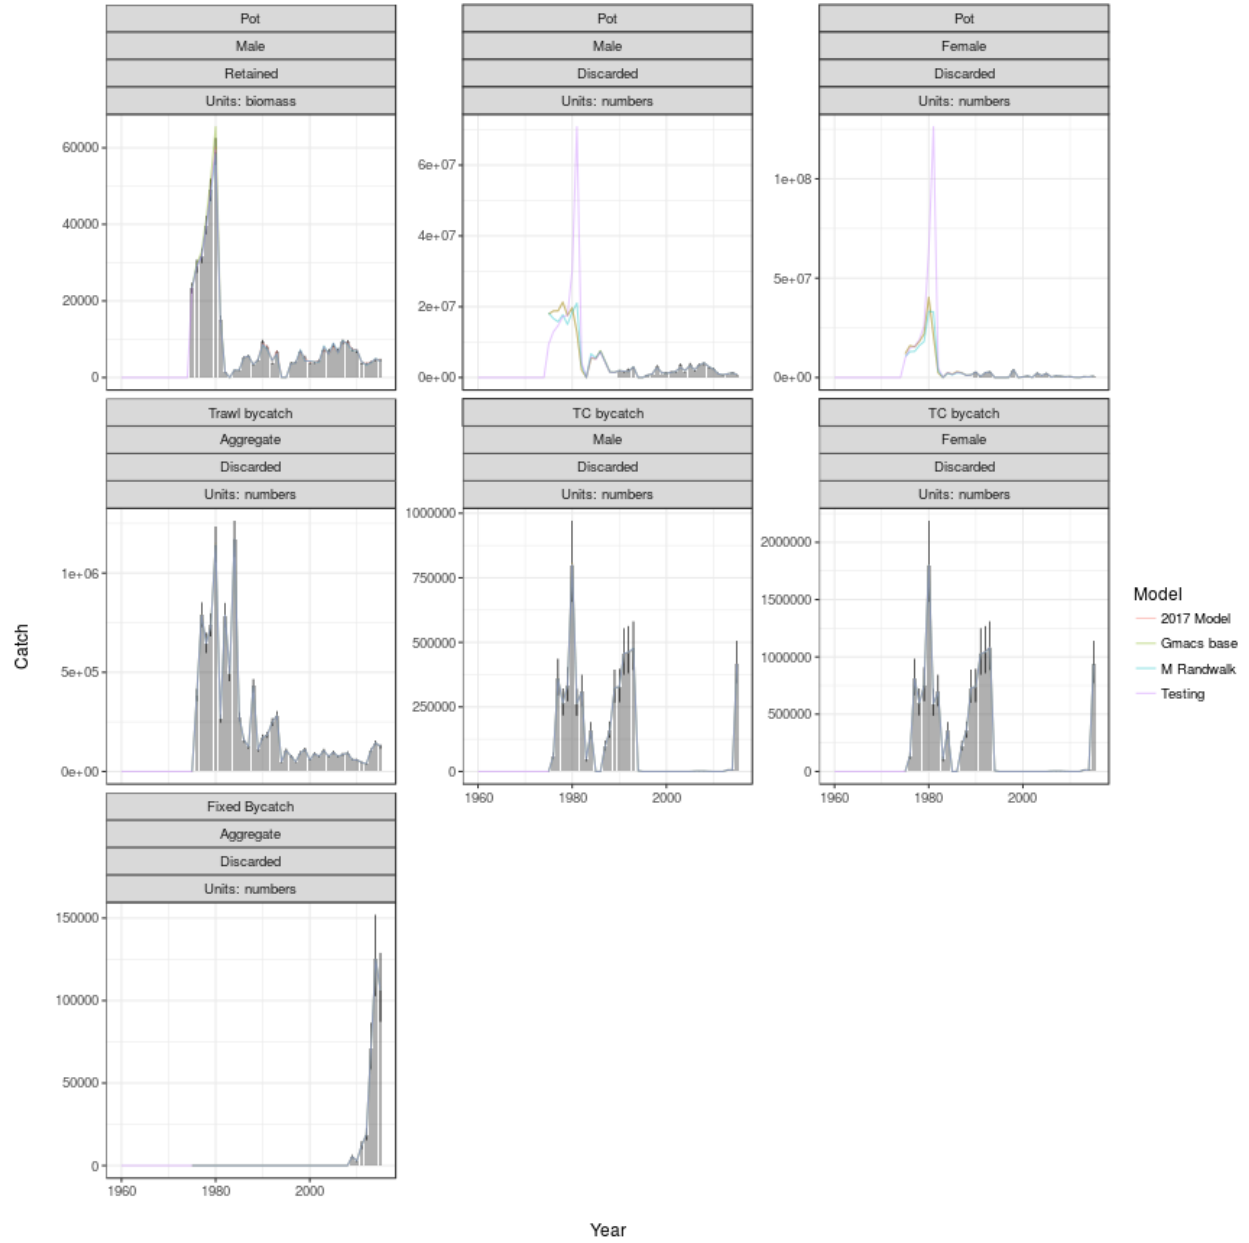 Pot
Male
Retained
Units: biomass
60000
40000
20000
0
Pot
Male
Discarded
Units: numbers
6e+07
4e+07
2e+07
0e+00
Pot
Female
Discarded
Units: numbers
1e+08
5e+07
0e+00
Trawl bycatch
Aggregate
Discarded
Units: numbers
1e+06
5e+05
0e+00
TC bycatch
Male
Discarded
Units: numbers
1000000
750000
500000
250000
0
1960 1980 2000
TC bycatch
Female
Discarded
Units: numbers
2000000
1500000
1000000
500000
0
1960 1980 2000
Fixed Bycatch
Aggregate
Discarded
Units: numbers
150000
100000
50000
0
1960 1980 2000
Catch
Year
Model
2017 Model
Gmacs base
M Randwalk
Testing